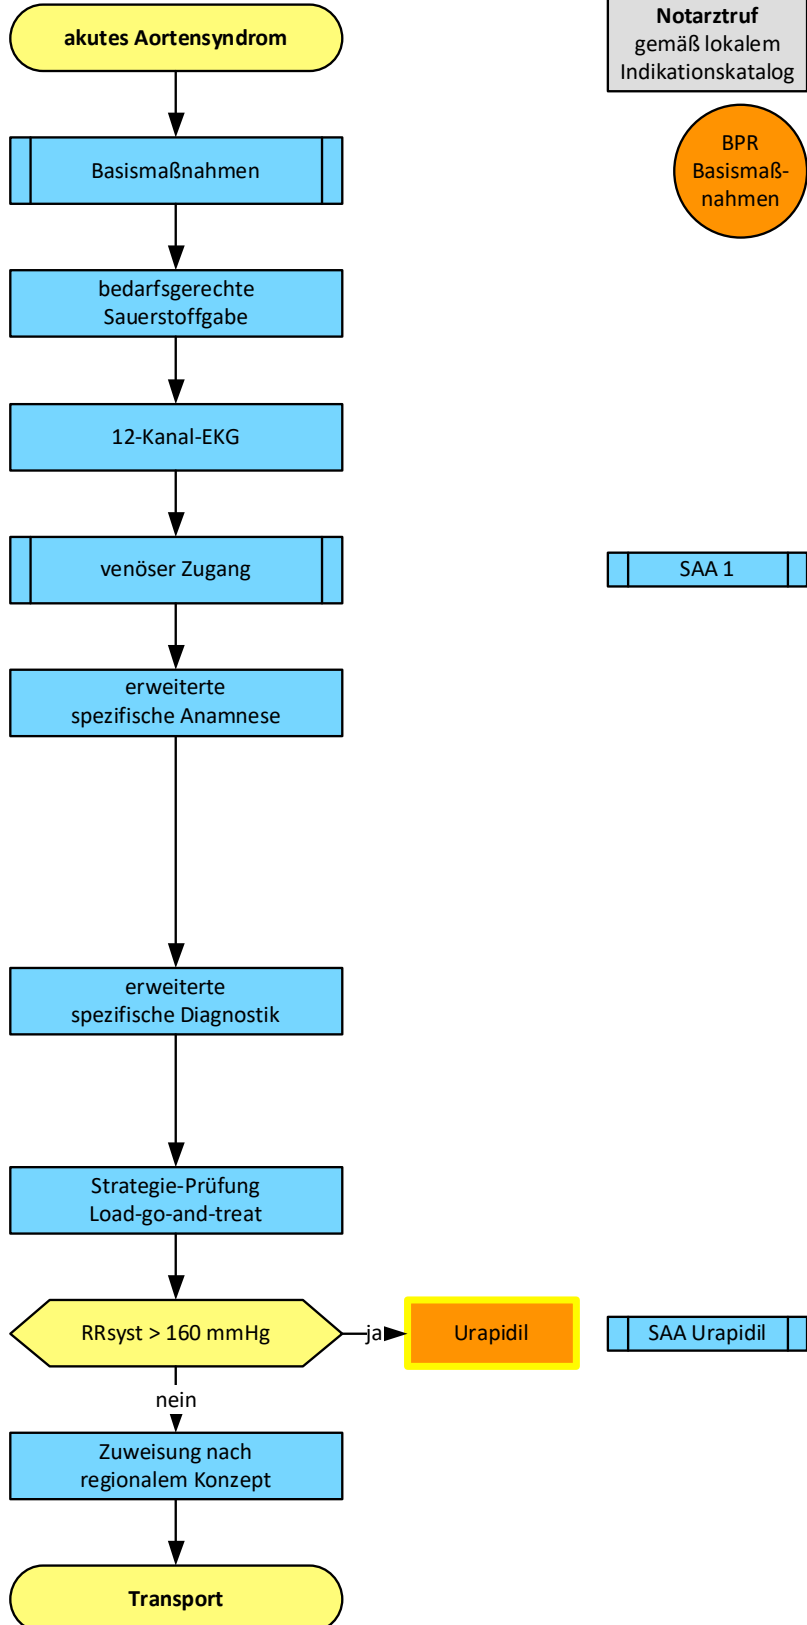 akutes Aortensyndrom
Notarztruf
gemäß lokalem
Indikationskatalog
Basismaßnahmen
BPR
Basismaß-
nahmen
bedarfsgerechte
Sauerstoffgabe
12-Kanal-EKG
venöser Zugang
SAA 1
erweiterte
spezifische Anamnese
erweiterte
spezifische Diagnostik
Strategie-Prüfung
Load-go-and-treat
RRsyst > 160 mmHg
ja
Urapidil
SAA Urapidil
nein
Zuweisung nach
regionalem Konzept
Transport